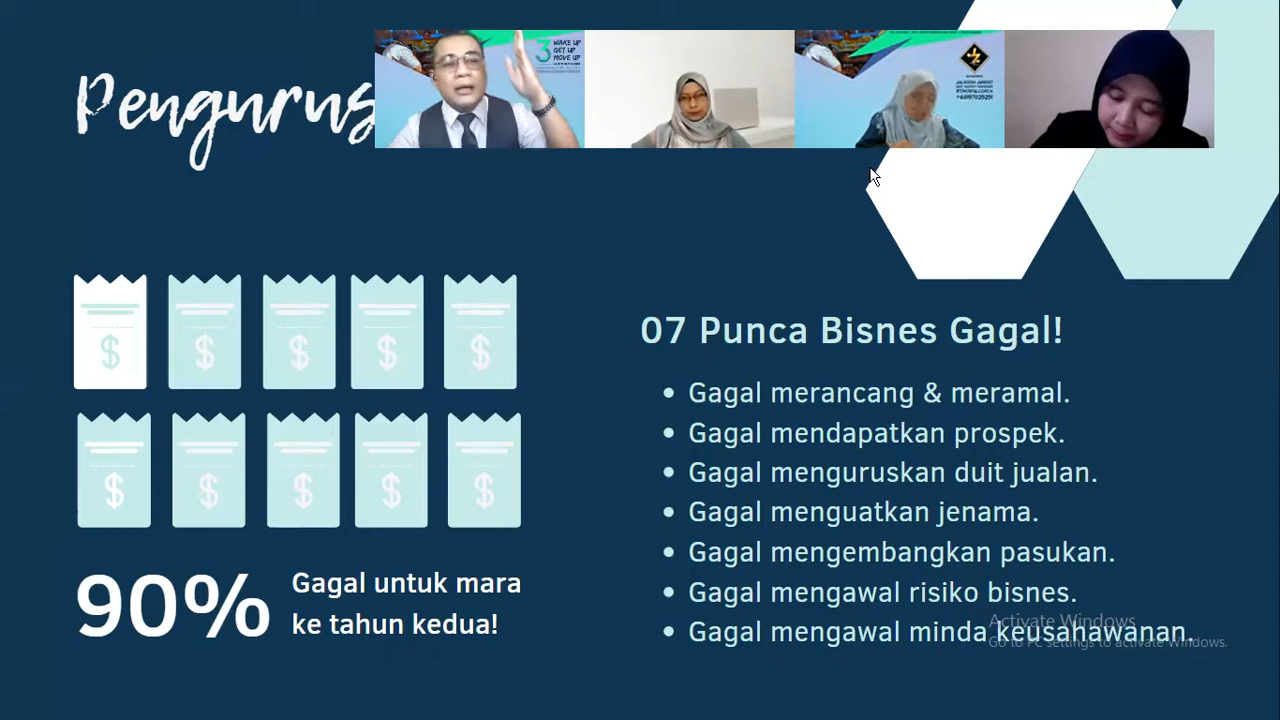 Pengurus
3
WAKE UP
GET UP
MOVE UP
07 Punca Bisnes Gagal!
• Gagal merancang & meramal.
• Gagal mendapatkan prospek.
• Gagal menguruskan duit jualan.
• Gagal menguatkan jenama.
• Gagal mengembangkan pasukan.
• Gagal mengawal risiko bisnes.
• Gagal mengawal minda keusahawanan.
$ $ $ $ $
$ $ $ $ $
90%
Gagal untuk mara
ke tahun kedua!
Activate Windows
Go to PC settings to activate Windows.